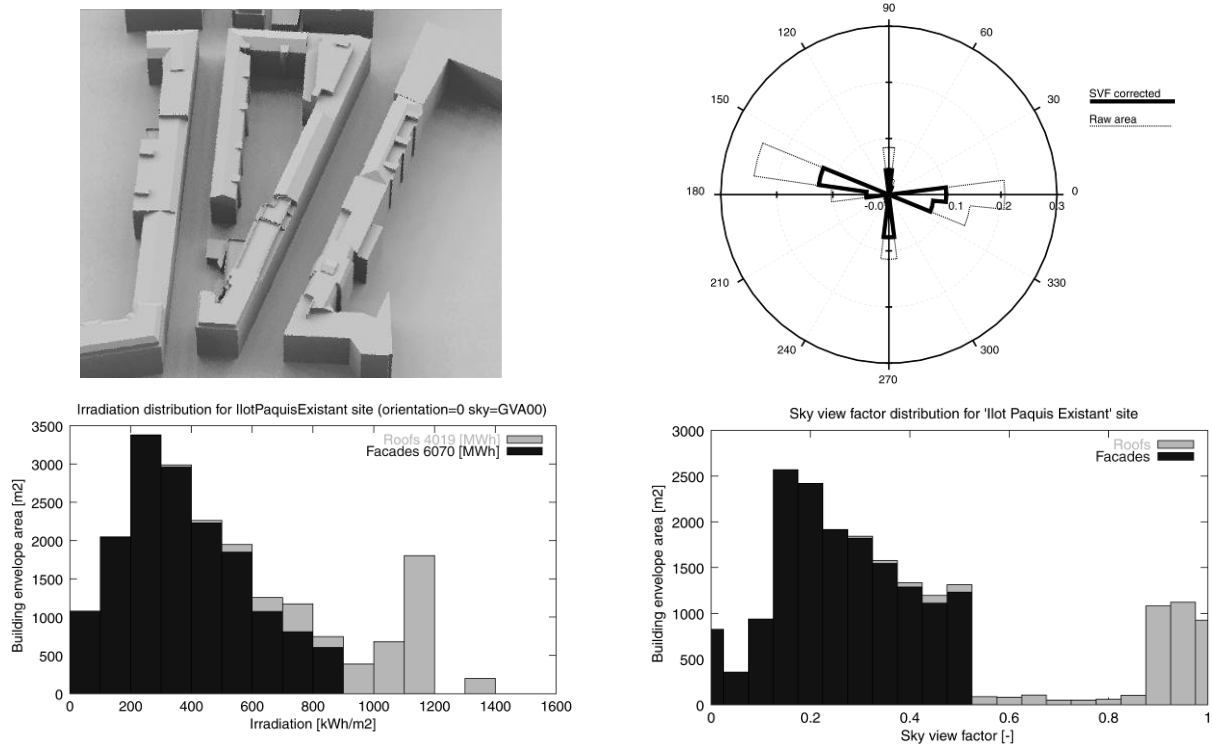 90
120
60
150
30
SVF corrected
Raw area
180
0
-0.0
0.1
0.2
0.3
210
330
240
300
270
Irradiation distribution for IlotPaquisExistant site (orientation=0 sky=GVA00)
3500
3000
2500
2000
1500
1000
500
0
Building envelope area [m2]
Roofs 4019 [MWh]
Facades 6070 [MWh]
0 200 400 600 800 1000 1200 1400 1600
Irradiation [kWh/m2]
Sky view factor distribution for 'Ilot Paquis Existant' site
3000
2500
2000
1500
1000
500
0
Building envelope area [m2]
Roofs
Facades
0 0.2 0.4 0.6 0.8 1
Sky view factor [-]